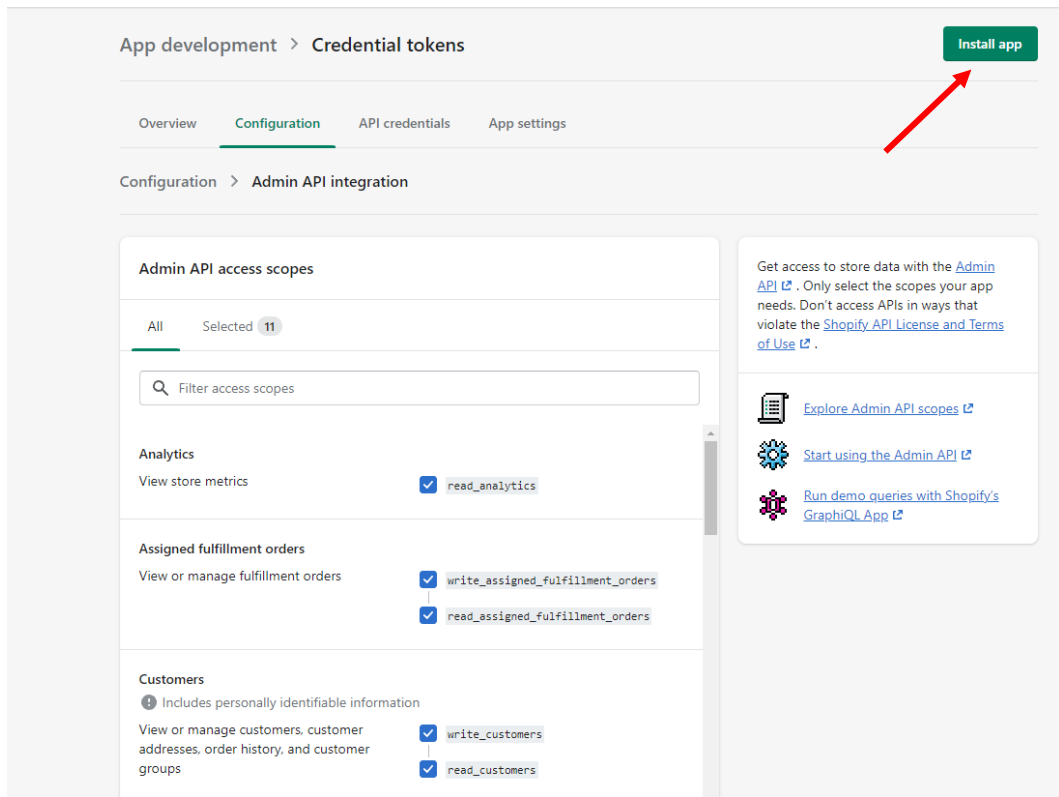 App development > Credential tokens
Install app
Overview Configuration API credentials App settings
Configuration > Admin API integration
Admin API access scopes
All Selected 11
Filter access scopes
Analytics
View store metrics
read_analytics
Assigned fulfillment orders
View or manage fulfillment orders
write_assigned_fulfillment_orders
read_assigned_fulfillment_orders
Customers
Includes personally identifiable information
View or manage customers, customer
addresses, order history, and customer
groups
write_customers
read_customers
Get access to store data with the Admin
API . Only select the scopes your app
needs. Don't access APIs in ways that
violate the Shopify API License and Terms
of Use .
Explore Admin API scopes
Start using the Admin API
Run demo queries with Shopify's
GraphiQL App